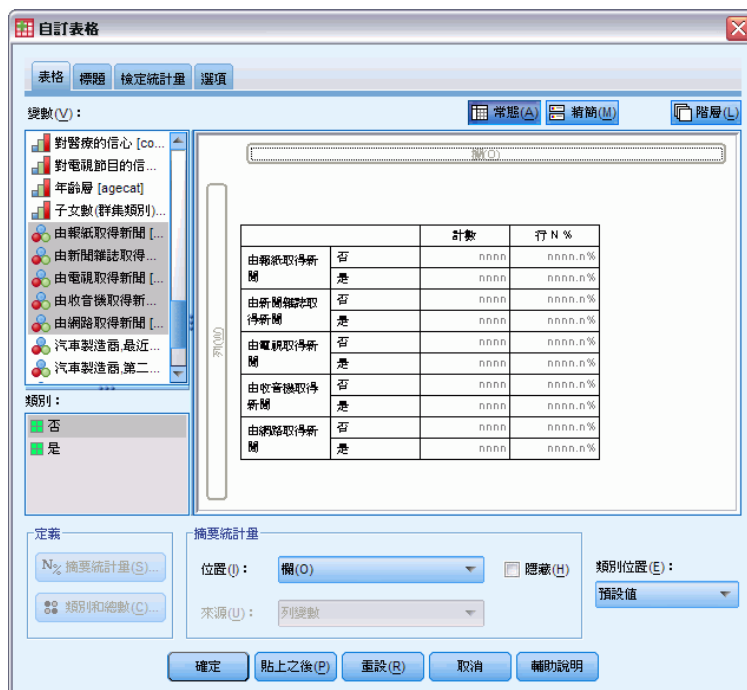 自訂表格
表格 標題 檢定統計量 選項
變數(V)：
常態(A) 精簡(M) 階層(L)
對醫療的信心 [co...
對電視節目的信...
年齡層 [agecat]
子女數(群集類別)...
由報紙取得新聞 [...
由新聞雜誌取得...
由電視取得新聞 [...
由收音機取得新...
由網路取得新聞 [...
汽車製造商,最近...
汽車製造商,第二...
類別：
否
是
欄(O)
列(W)
計數 行 N %
由報紙取得新聞 否 nnnn nnnn.n%
是 nnnn nnnn.n%
由新聞雜誌取得新聞 否 nnnn nnnn.n%
是 nnnn nnnn.n%
由電視取得新聞 否 nnnn nnnn.n%
是 nnnn nnnn.n%
由收音機取得新聞 否 nnnn nnnn.n%
是 nnnn nnnn.n%
由網路取得新聞 否 nnnn nnnn.n%
是 nnnn nnnn.n%
定義
N% 摘要統計量(S)...
類別和總數(C)...
摘要統計量
位置(I)： 欄(O) 隱藏(H)
來源(U)： 列變數
類別位置(E)：
預設值
確定 貼上之後(P) 重設(R) 取消 輔助說明